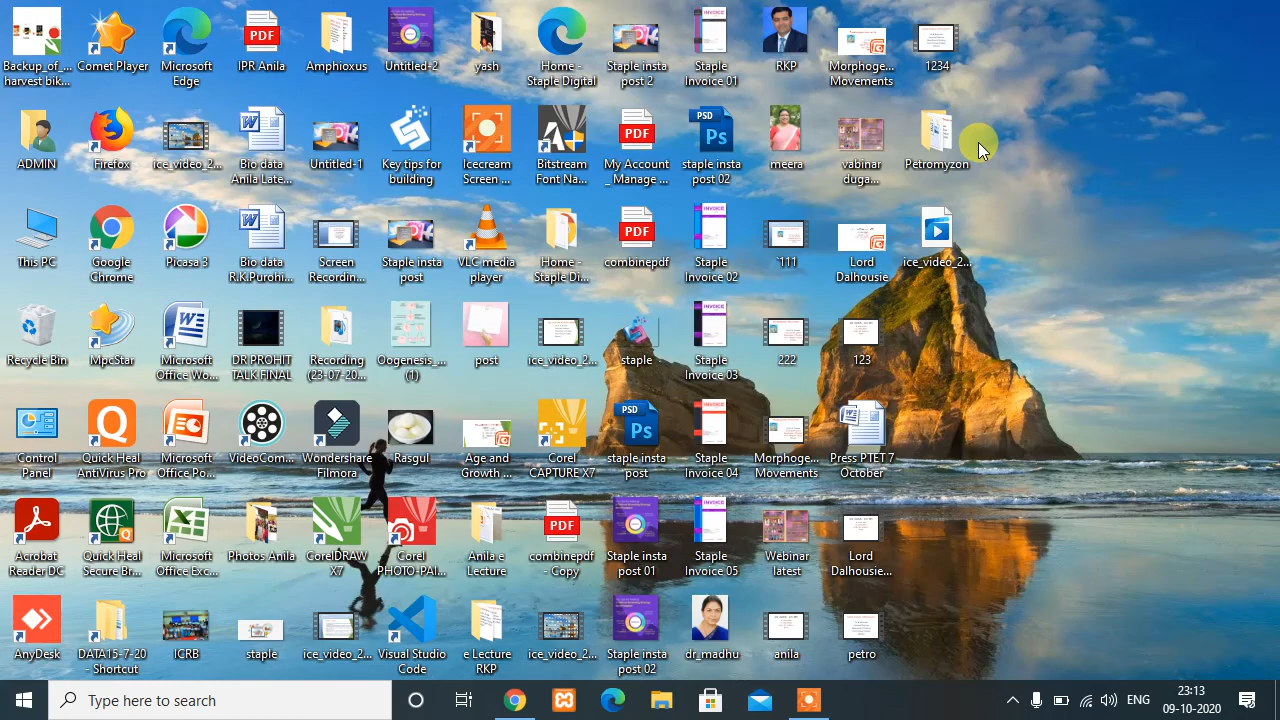 Backup_of_...
harvest bik...
Comet Player
Microsoft
Edge
IPR Anila
Amphioxus
Untitled-2
yash
Home -
Staple Digital
Staple insta
post 2
Staple
Invoice 01
RKP
Morphoge...
Movements
1234
ADMIN
Firefox
ice_video_2...
Bio data
Anila Late...
Untitled-1
Key tips for
building
Icecream
Screen ...
Bitstream
Font Na...
My Account
_ Manage ...
staple insta
post 02
meera
vabinar
duga...
Petromyzon
This PC
Google
Chrome
Picasa 3
Bio data
R.K.Purohi...
Screen
Recordin...
Staple insta
post
VLC media
player
Home -
Staple Di...
combinepdf
Staple
Invoice 02
`111
Lord
Dalhousie
ice_video_2...
Recycle Bin
MpcStar
Microsoft
Office Wo...
DR PROHIT
TALK FINAL
Recording
(23-07-20...
Oogenesis_...
(1)
post
ice_video_2...
staple
Staple
Invoice 03
222
123
Control
Panel
Quick Heal
AntiVirus Pro
Microsoft
Office Po...
VideoCom...
Wondershare
Filmora
Rasgul
Age and
Growth ...
Corel
CAPTURE X7
staple insta
post
Staple
Invoice 04
Morphoge...
Movements
Press PTET 7
October
Acrobat
Reader DC
Quick Heal
Secure Br...
Microsoft
Office Exc...
Photos Anila
CorelDRAW
X7
Corel
PHOTO-PAI...
Anila e
Lecture
combinepdf
- Copy
Staple insta
post 01
Staple
Invoice 05
Webinar
latest
Lord
Dalhousie...
AnyDesk
DATA15-7-20
- Shortcut
ICRB
staple
ice_video_2...
Visual Studio
Code
e Lecture
RKP
ice_video_2...
Staple insta
post 02
dr_madhu
anila
petro
Type here to search
ENG
23:13
09-10-2020